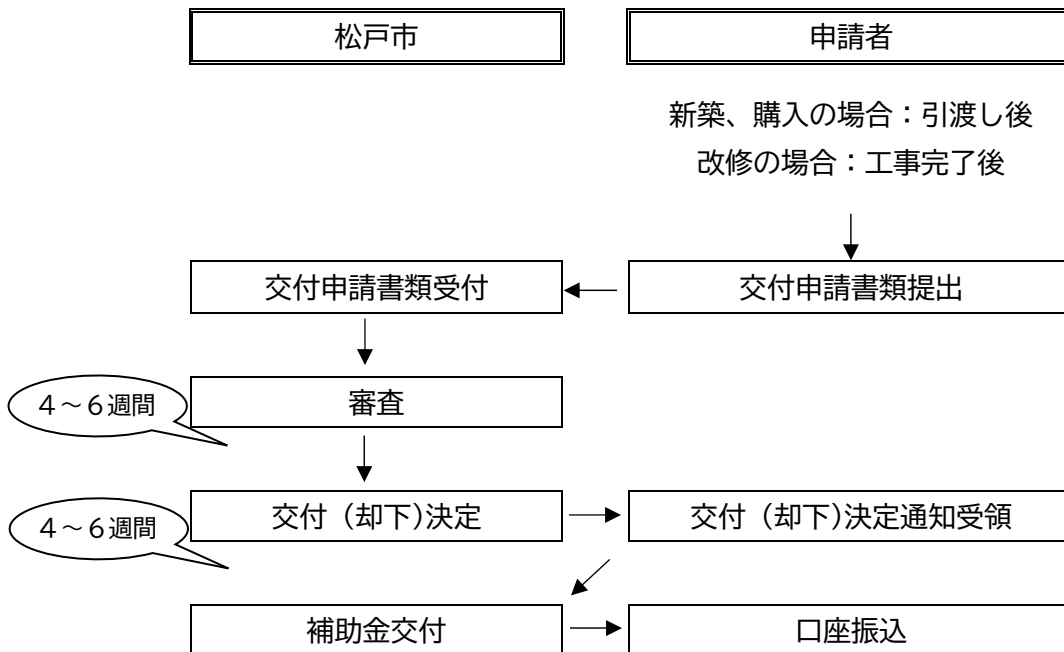 松戸市
申請者
新築、購入の場合：引渡し後
改修の場合：工事完了後
交付申請書類受付
交付申請書類提出
４～６週間
審査
４～６週間
交付（却下）決定
交付（却下）決定通知受領
補助金交付
口座振込